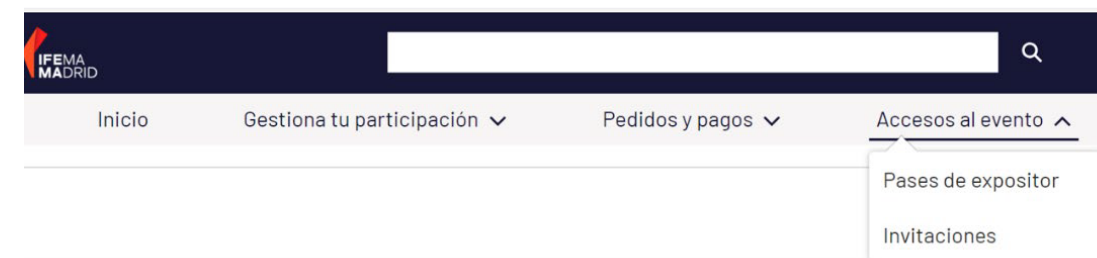 IFEMA
MADRID
Inicio Gestiona tu participación Pedidos y pagos Accesos al evento
Pases de expositor
Invitaciones